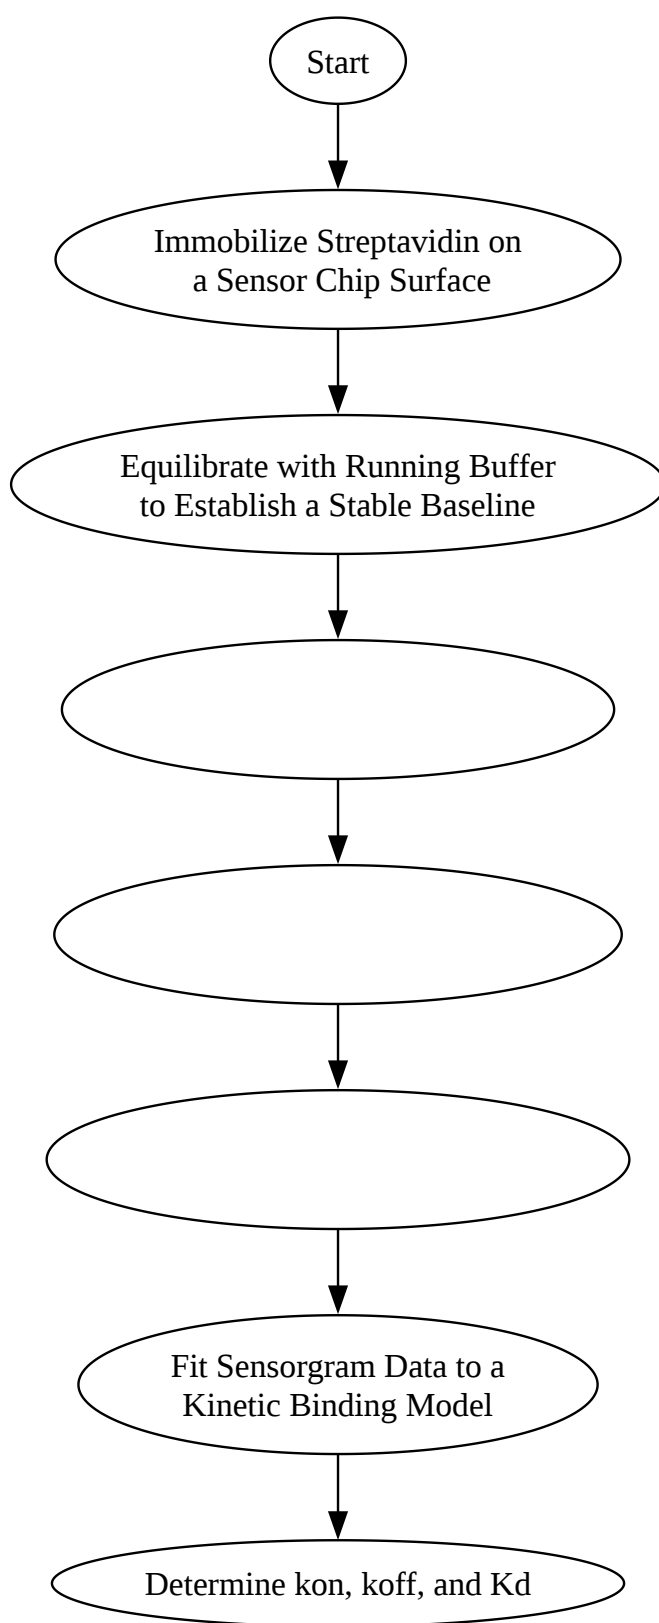 Start
Immobilize Streptavidin on
a Sensor Chip Surface
Equilibrate with Running Buffer
to Establish a Stable Baseline
Fit Sensorgram Data to a
Kinetic Binding Model
Determine kon, koff, and Kd